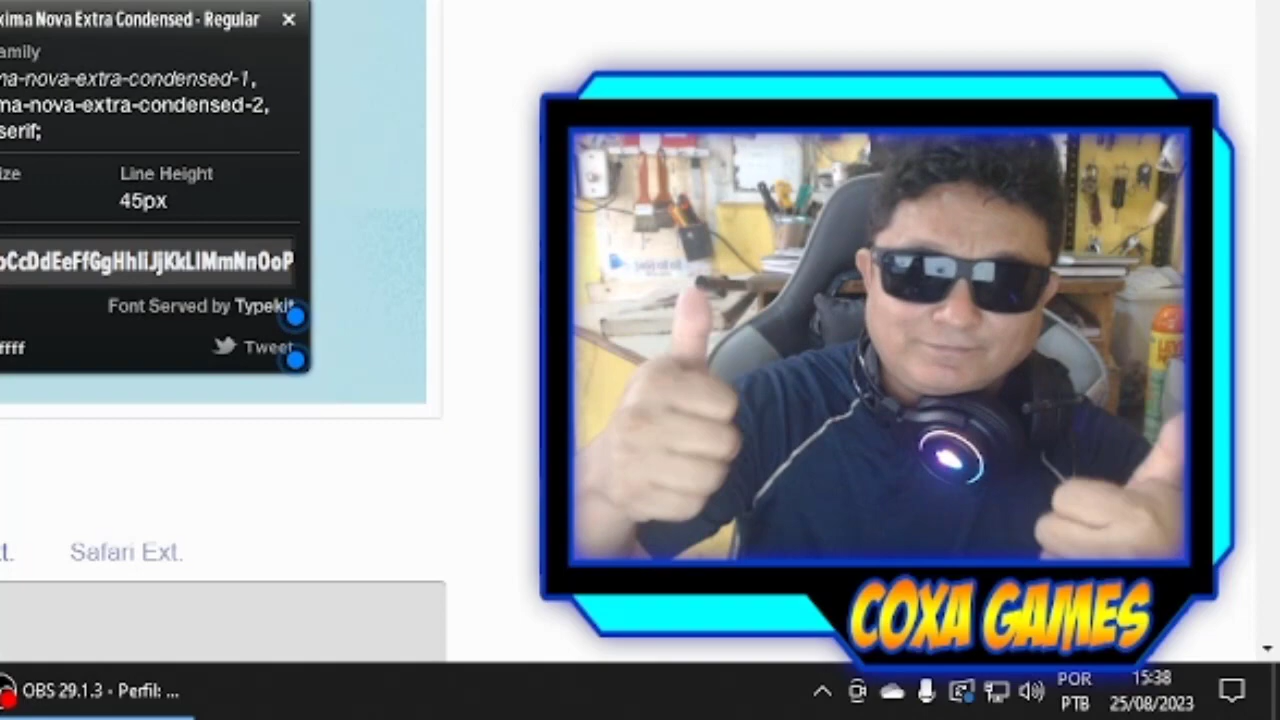 xima Nova Extra Condensed - Regular
amily
na-nova-extra-condensed-1,
ma-nova-extra-condensed-2,
serif;
ize
Line Height
45px
oCcDdEeFfGgHhIiJjKkLlMmNnOoP
Font Served by Typekit
ffff
Tweet
t.
Safari Ext.
COXA GAMES
OBS 29.1.3 - Perfil: ...
POR
PTB
15:38
25/08/2023